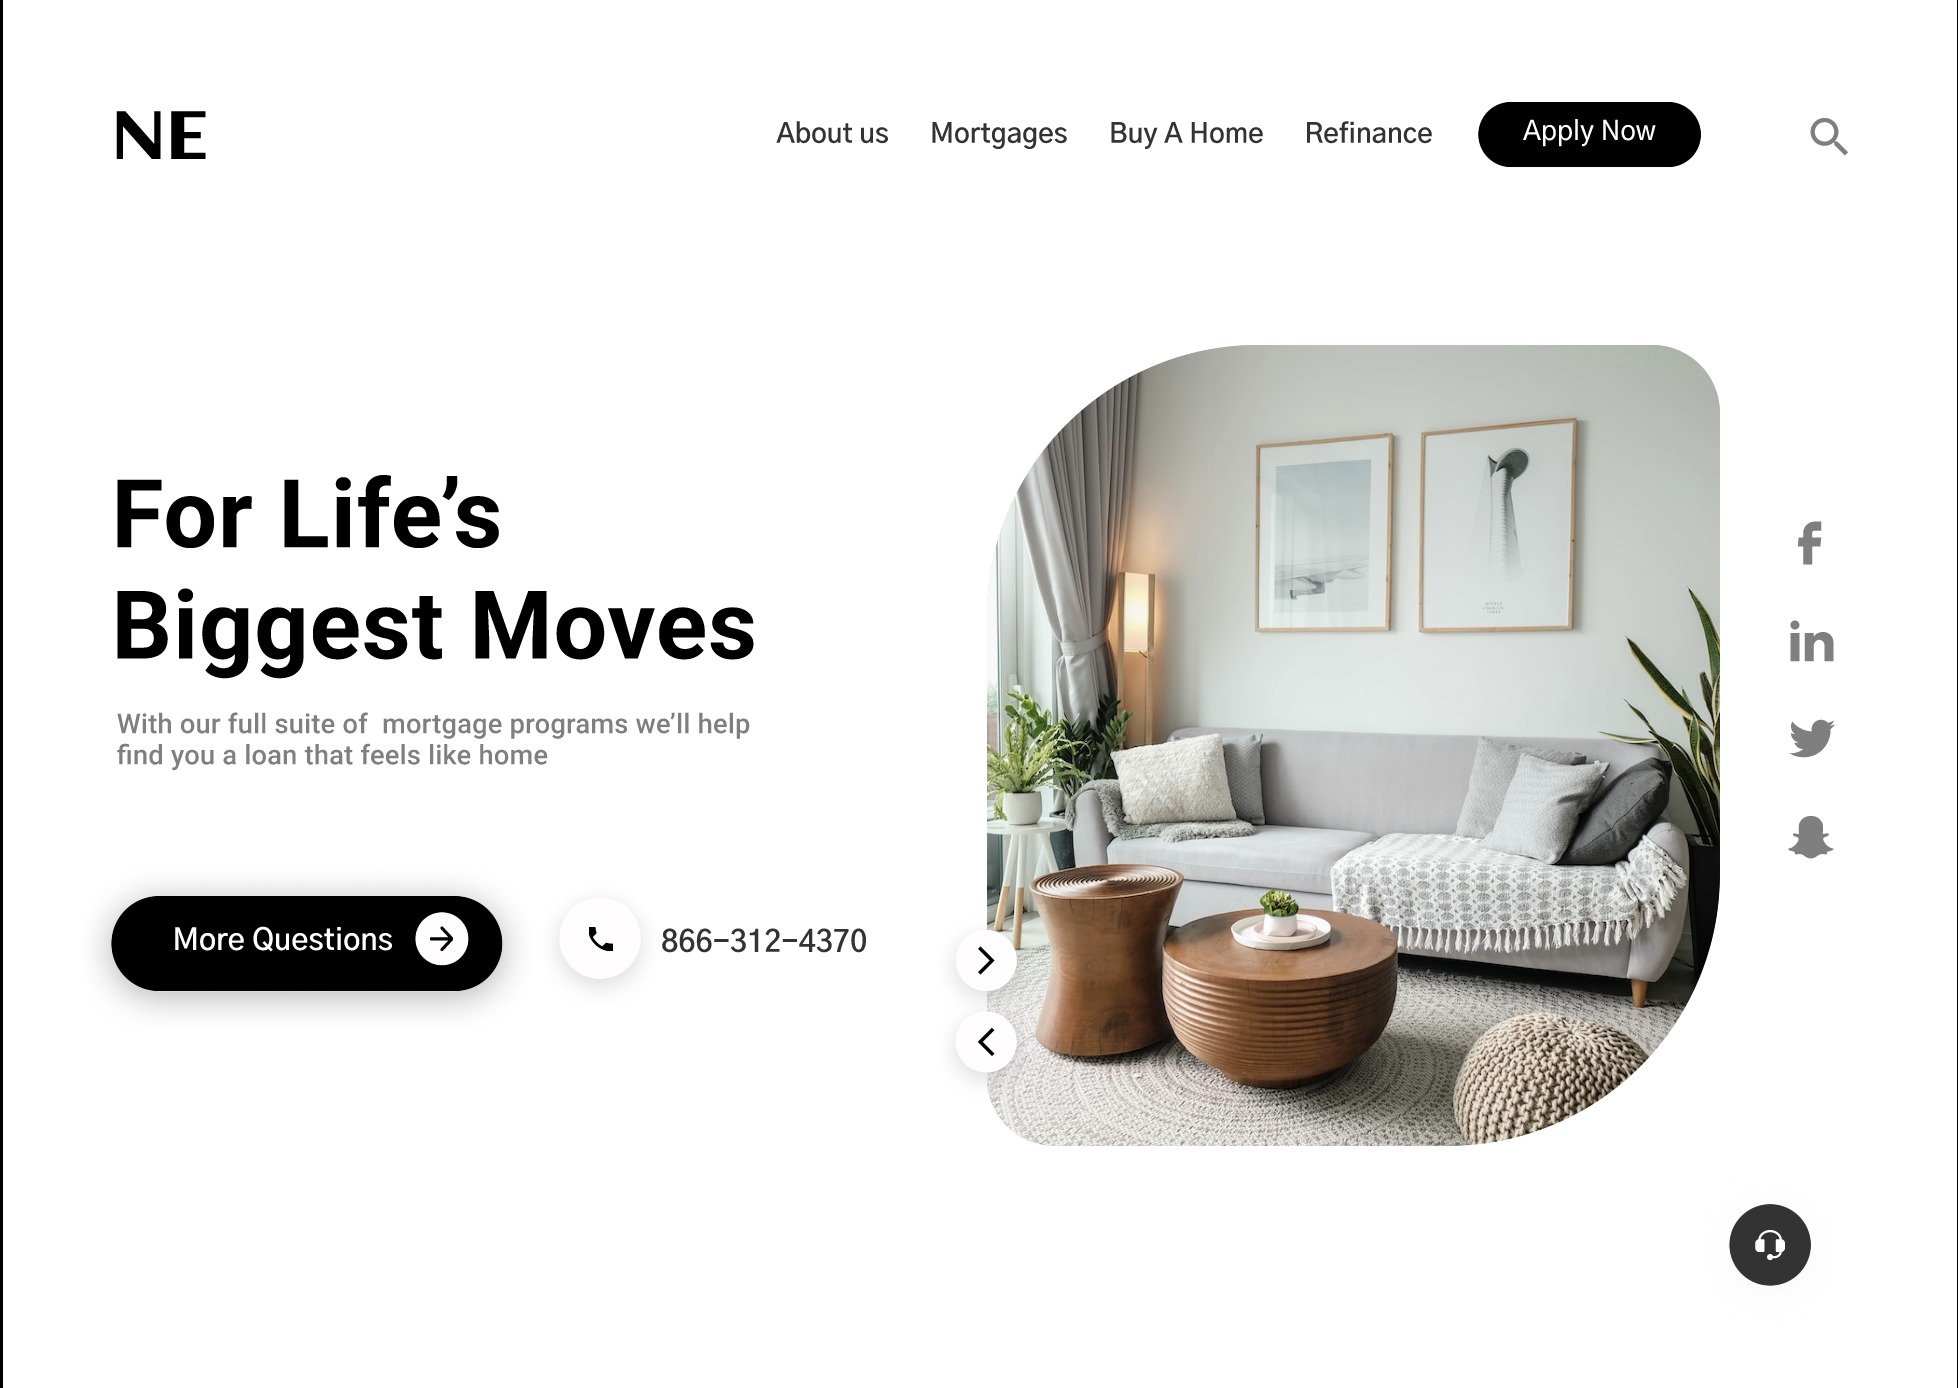 NE
About us
Mortgages
Buy A Home
Refinance
Apply Now
For Life’s
Biggest Moves
With our full suite of  mortgage programs we’ll help
find you a loan that feels like home
More Questions
866-312-4370
f
in